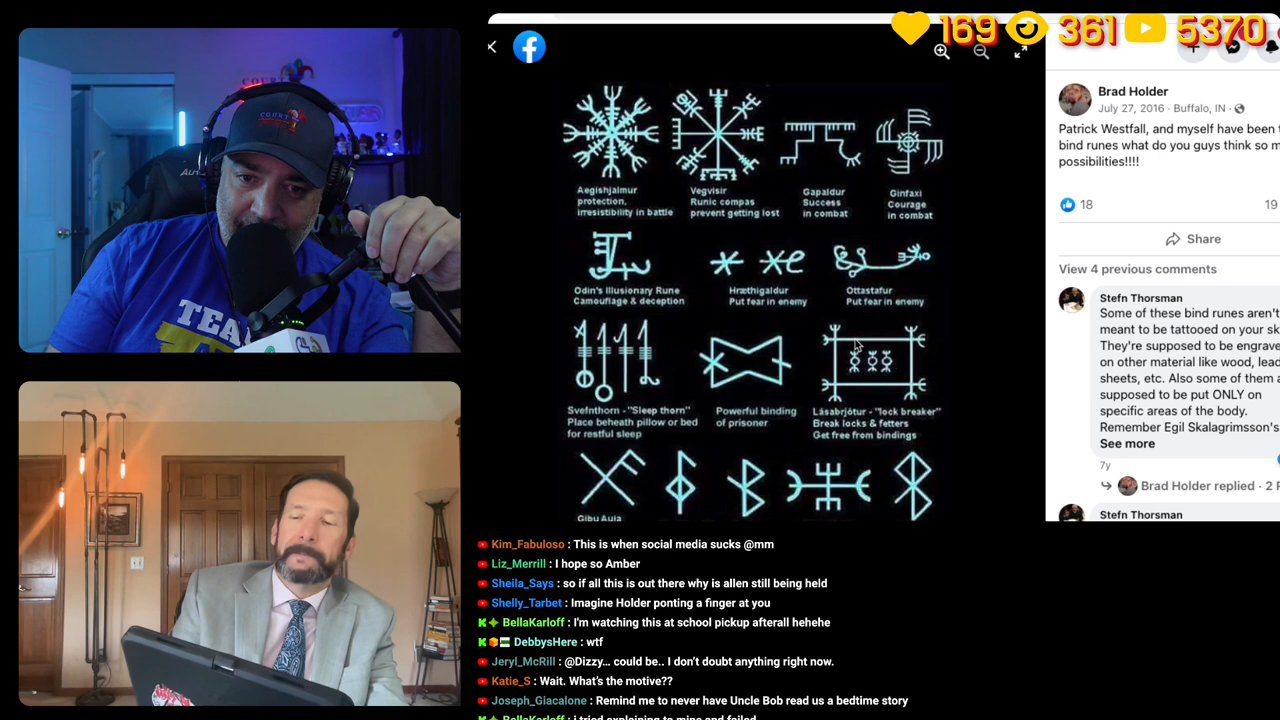 169 361 5370
COURT
TEA
Aegishjalmur
protection,
irresistibility in battle
Vegvisir
Runic compas
prevent getting lost
Gapaldur
Success
in combat
Ginfaxi
Courage
in combat
Odin's Illusionary Rune
Camouflage & deception
Hræthigaldur
Put fear in enemy
Ottastafur
Put fear in enemy
Svefnthorn - "Sleep thorn"
Place beheath pillow or bed
for restful sleep
Powerful binding
of prisoner
Lásabrjótur - "lock breaker"
Break locks & fetters
Get free from bindings
Gibu Auja
Brad Holder
July 27, 2016 · Buffalo, IN ·
Patrick Westfall, and myself have been
bind runes what do you guys think so m
possibilities!!!!
18 19
Share
View 4 previous comments
Stefn Thorsman
Some of these bind runes aren't
meant to be tattooed on your sk
They're supposed to be engrave
on other material like wood, lead
sheets, etc. Also some of them a
supposed to be put ONLY on
specific areas of the body.
Remember Egil Skalagrimsson's
See more
7y
Brad Holder replied · 2 R
Stefn Thorsman
Kim_Fabuloso : This is when social media sucks @mm
Liz_Merrill : I hope so Amber
Sheila_Says : so if all this is out there why is allen still being held
Shelly_Tarbet : Imagine Holder ponting a finger at you
BellaKarloff : I'm watching this at school pickup afterall hehehe
DebbysHere : wtf
Jeryl_McRill : @Dizzy... could be.. I don't doubt anything right now.
Katie_S : Wait. What's the motive??
Joseph_Giacalone : Remind me to never have Uncle Bob read us a bedtime story
BellaKarloff : i tried explaining to mine and failed